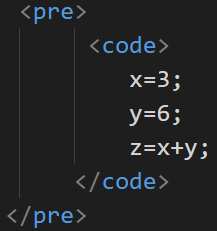 <pre>
<code>
x=3;
y=6;
z=x+y;
</code>
</pre>